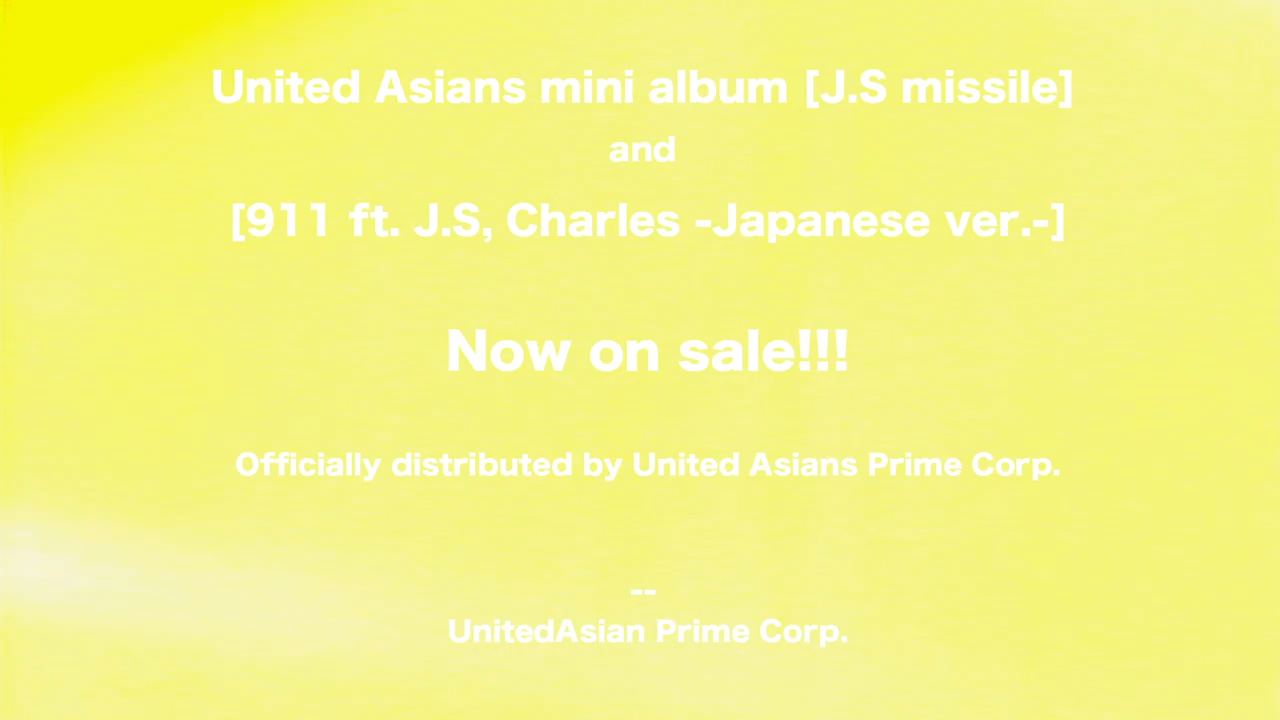 United Asians mini album [J.S missile]
and
[911 ft. J.S, Charles -Japanese ver.-]
Now on sale!!!
Officially distributed by United Asians Prime Corp.
--
UnitedAsian Prime Corp.